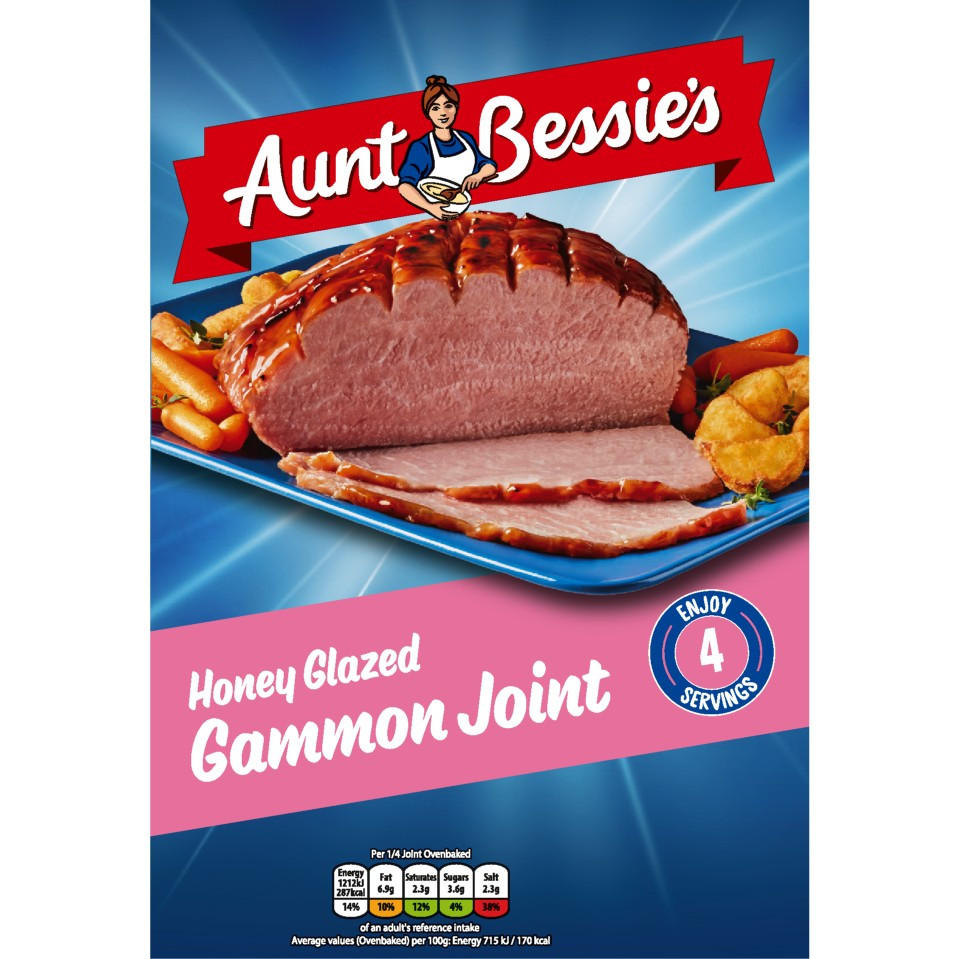 Aunt Bessie's
Honey Glazed
Gammon Joint
ENJOY
4
SERVINGS
Per 1/4 Joint Ovenbaked
Energy 1212kJ 287kcal 14%
Fat 6.9g 10%
Saturates 2.3g 12%
Sugars 3.6g 4%
Salt 2.3g 38%
of an adult's reference intake
Average values (Ovenbaked) per 100g: Energy 715 kJ / 170 kcal